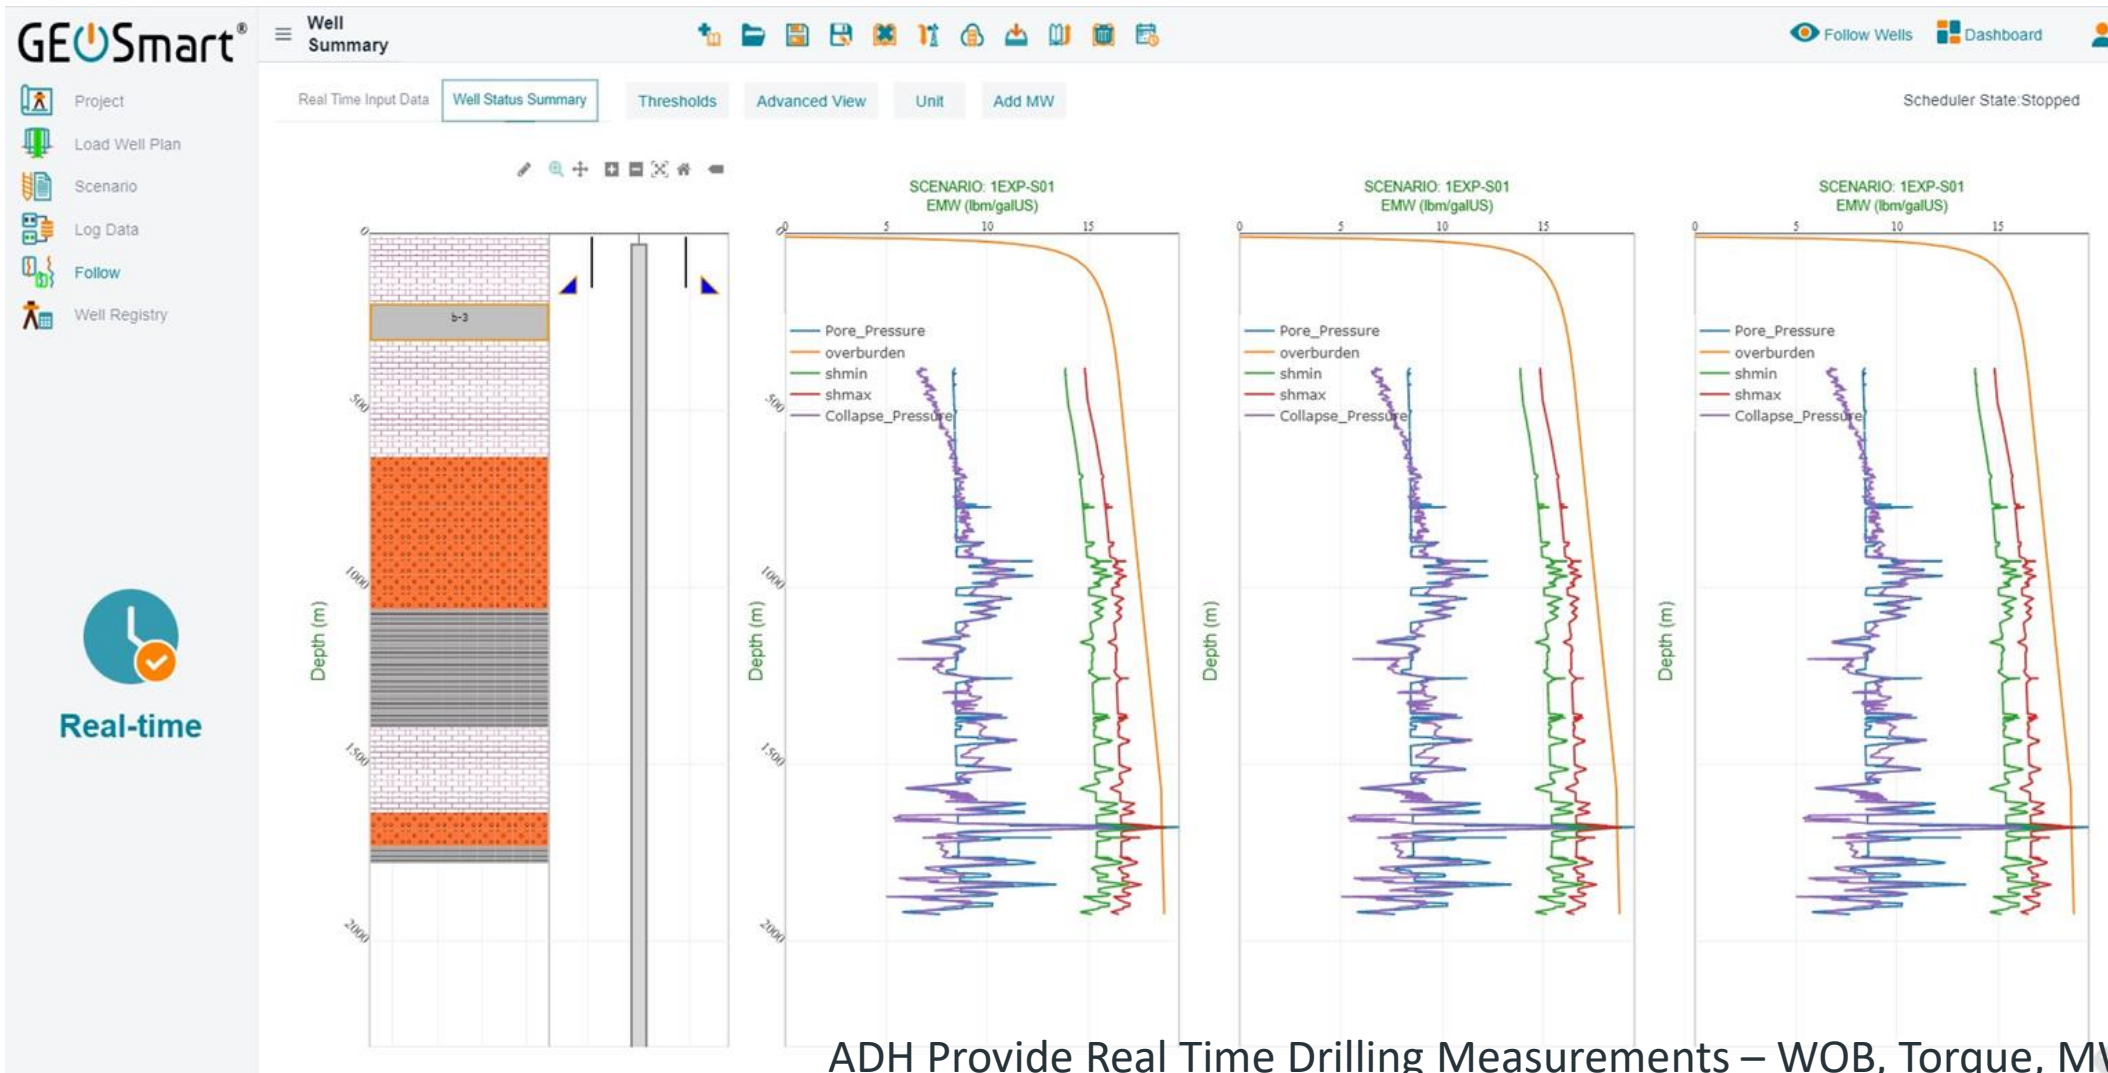 GEOSmart®
Well
Summary
Follow Wells
Dashboard
Project
Load Well Plan
Scenario
Log Data
Follow
Well Registry
Real-time
Real Time Input Data
Well Status Summary
Thresholds
Advanced View
Unit
Add MW
Scheduler State:Stopped
0
500
1000
1500
2000
Depth (m)
b-3
SCENARIO: 1EXP-S01
EMW (lbm/galUS)
0 5 10 15
0
500
1000
1500
2000
Depth (m)
Pore_Pressure
overburden
shmin
shmax
Collapse_Pressure
SCENARIO: 1EXP-S01
EMW (lbm/galUS)
0 5 10 15
Depth (m)
Pore_Pressure
overburden
shmin
shmax
Collapse_Pressure
SCENARIO: 1EXP-S01
EMW (lbm/galUS)
0 5 10 15
Depth (m)
Pore_Pressure
overburden
shmin
shmax
Collapse_Pressure
ADH Provide Real Time Drilling Measurements – WOB, Torque,